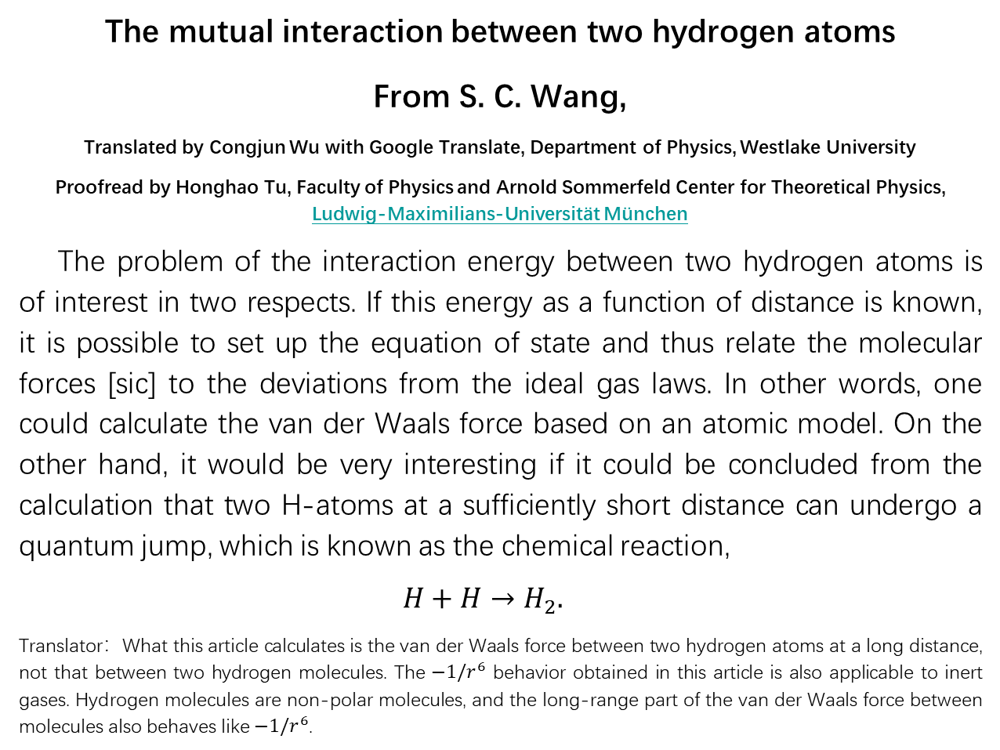 The mutual interaction between two hydrogen atoms
From S. C. Wang,
Translated by Congjun Wu with Google Translate, Department of Physics, Westlake University
Proofread by Honghao Tu, Faculty of Physics and Arnold Sommerfeld Center for Theoretical Physics,
Ludwig-Maximilians-Universität München
The problem of the interaction energy between two hydrogen atoms is
of interest in two respects. If this energy as a function of distance is known,
it is possible to set up the equation of state and thus relate the molecular
forces [sic] to the deviations from the ideal gas laws. In other words, one
could calculate the van der Waals force based on an atomic model. On the
other hand, it would be very interesting if it could be concluded from the
calculation that two H-atoms at a sufficiently short distance can undergo a
quantum jump, which is known as the chemical reaction,
H + H → H₂.
Translator： What this article calculates is the van der Waals force between two hydrogen atoms at a long distance,
not that between two hydrogen molecules. The −1/r⁶ behavior obtained in this article is also applicable to inert
gases. Hydrogen molecules are non-polar molecules, and the long-range part of the van der Waals force between
molecules also behaves like −1/r⁶.